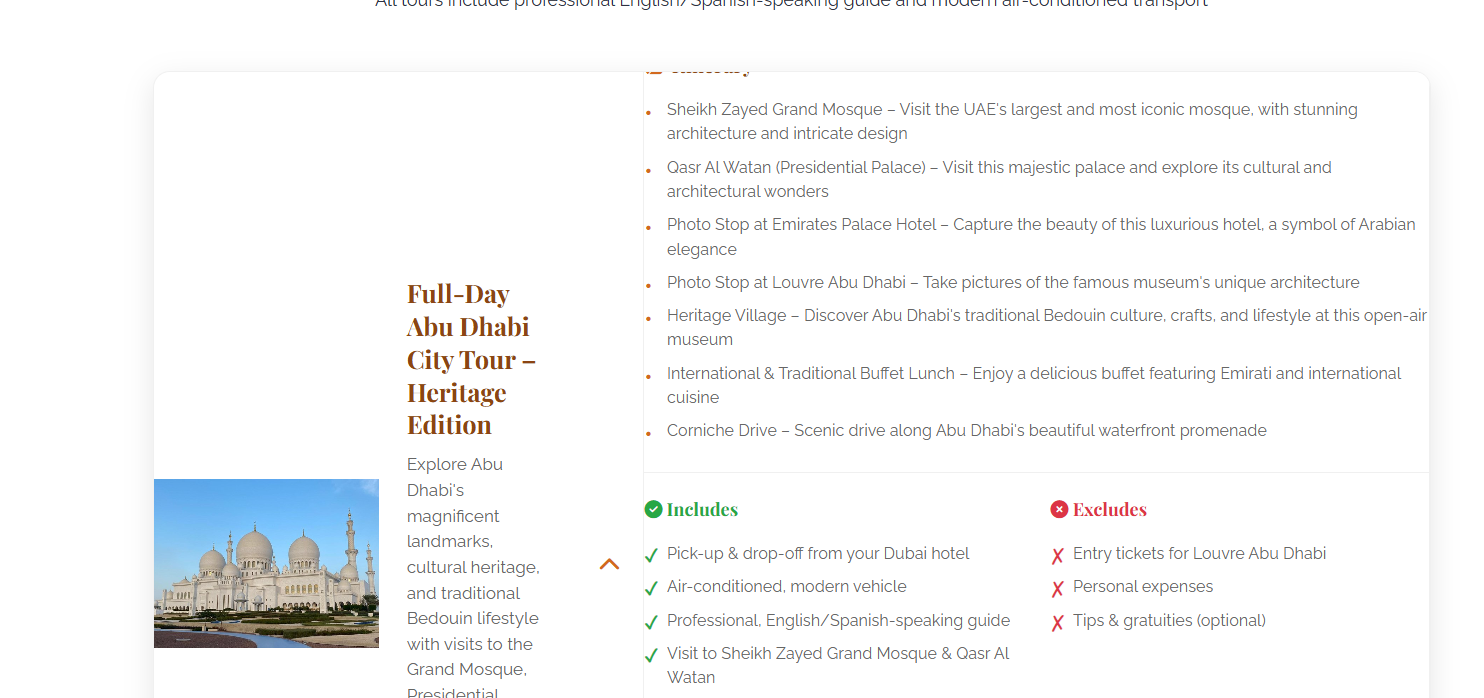 All tours include professional English/Spanish-speaking guide and modern air-conditioned transport
Full-Day
Abu Dhabi
City Tour –
Heritage
Edition
Explore Abu
Dhabi's
magnificent
landmarks,
cultural heritage,
and traditional
Bedouin lifestyle
with visits to the
Grand Mosque,
Presidential
Sheikh Zayed Grand Mosque – Visit the UAE's largest and most iconic mosque, with stunning
architecture and intricate design
Qasr Al Watan (Presidential Palace) – Visit this majestic palace and explore its cultural and
architectural wonders
Photo Stop at Emirates Palace Hotel – Capture the beauty of this luxurious hotel, a symbol of Arabian
elegance
Photo Stop at Louvre Abu Dhabi – Take pictures of the famous museum's unique architecture
Heritage Village – Discover Abu Dhabi's traditional Bedouin culture, crafts, and lifestyle at this open-air
museum
International & Traditional Buffet Lunch – Enjoy a delicious buffet featuring Emirati and international
cuisine
Corniche Drive – Scenic drive along Abu Dhabi's beautiful waterfront promenade
Includes
Pick-up & drop-off from your Dubai hotel
Air-conditioned, modern vehicle
Professional, English/Spanish-speaking guide
Visit to Sheikh Zayed Grand Mosque & Qasr Al
Watan
Excludes
Entry tickets for Louvre Abu Dhabi
Personal expenses
Tips & gratuities (optional)